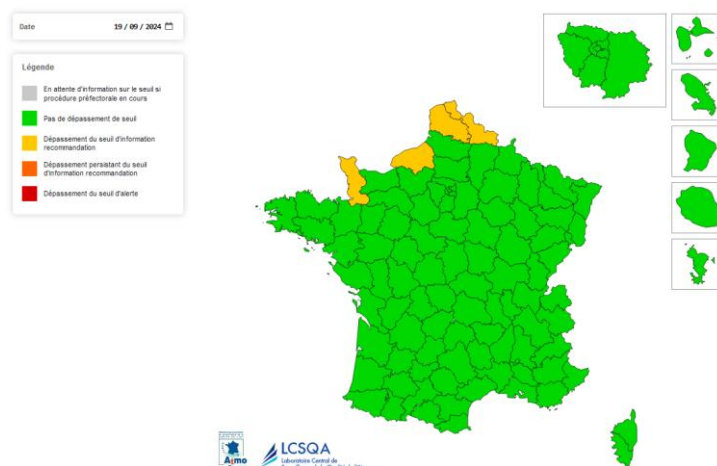 Date
19 / 09 / 2024
Légende
En attente d'information sur le seuil si
procédure préfectorale en cours
Pas de dépassement de seuil
Dépassement du seuil d'information
recommandation
Dépassement persistant du seuil
d'information recommandation
Dépassement du seuil d'alerte
LCSQA
Laboratoire Central de